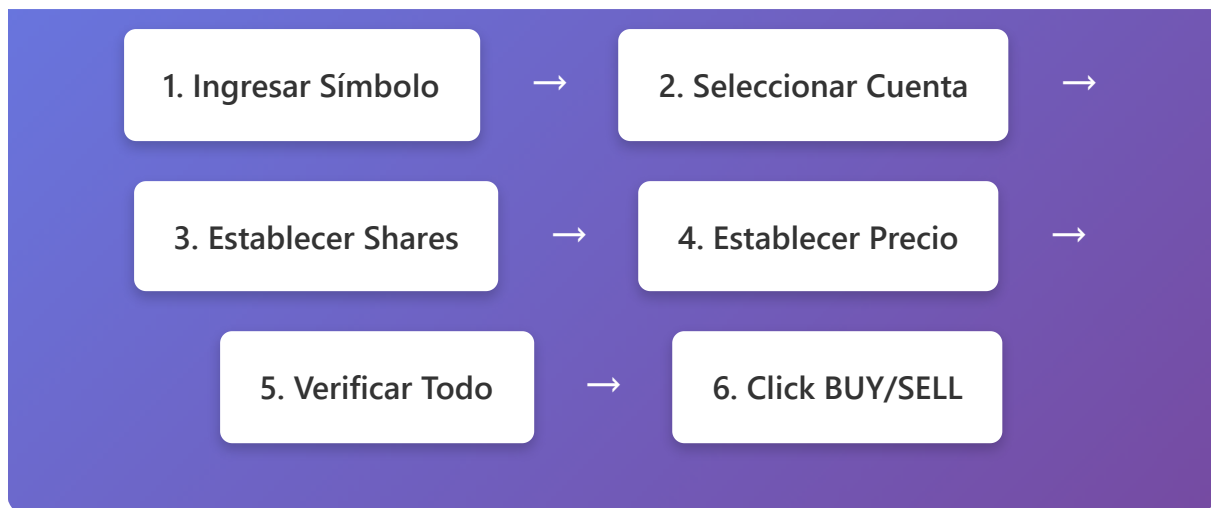 1. Ingresar Símbolo → 2. Seleccionar Cuenta →
3. Establecer Shares → 4. Establecer Precio →
5. Verificar Todo → 6. Click BUY/SELL